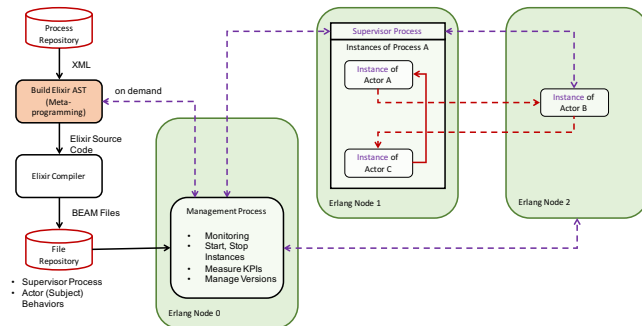 Process
Repository
XML
Build Elixir AST
(Meta-
programming)
on demand
Elixir Source
Code
Elixir Compiler
BEAM Files
File
Repository
• Supervisor Process
• Actor (Subject)
Behaviors
Management Process
• Monitoring
• Start, Stop
Instances
• Measure KPIs
• Manage Versions
Erlang Node 0
Supervisor Process
Instances of Process A
Instance of
Actor A
Instance of
Actor C
Erlang Node 1
Instance of
Actor B
Erlang Node 2